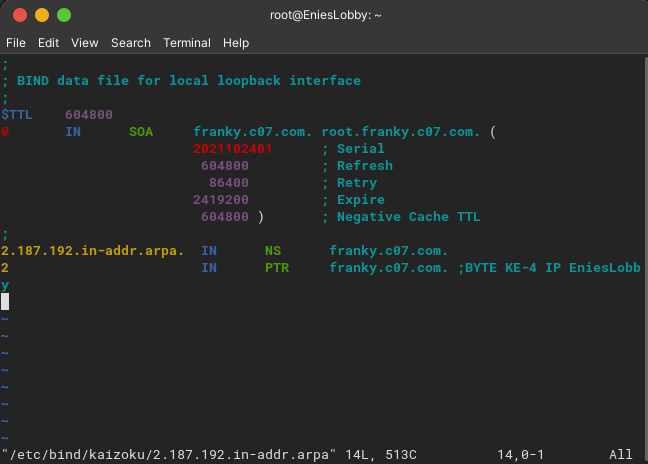 root@EniesLobby: ~
File Edit View Search Terminal Help
;
; BIND data file for local loopback interface
;
$TTL    604800
@       IN      SOA     franky.c07.com. root.franky.c07.com. (
                        2021102401      ; Serial
                         604800         ; Refresh
                          86400         ; Retry
                        2419200         ; Expire
                         604800 )       ; Negative Cache TTL
;
2.187.192.in-addr.arpa.  IN      NS      franky.c07.com.
2                        IN      PTR     franky.c07.com. ;BYTE KE-4 IP EniesLobb
y
~
~
~
~
~
~
~
~
"/etc/bind/kaizoku/2.187.192.in-addr.arpa" 14L, 513C          14,0-1        All